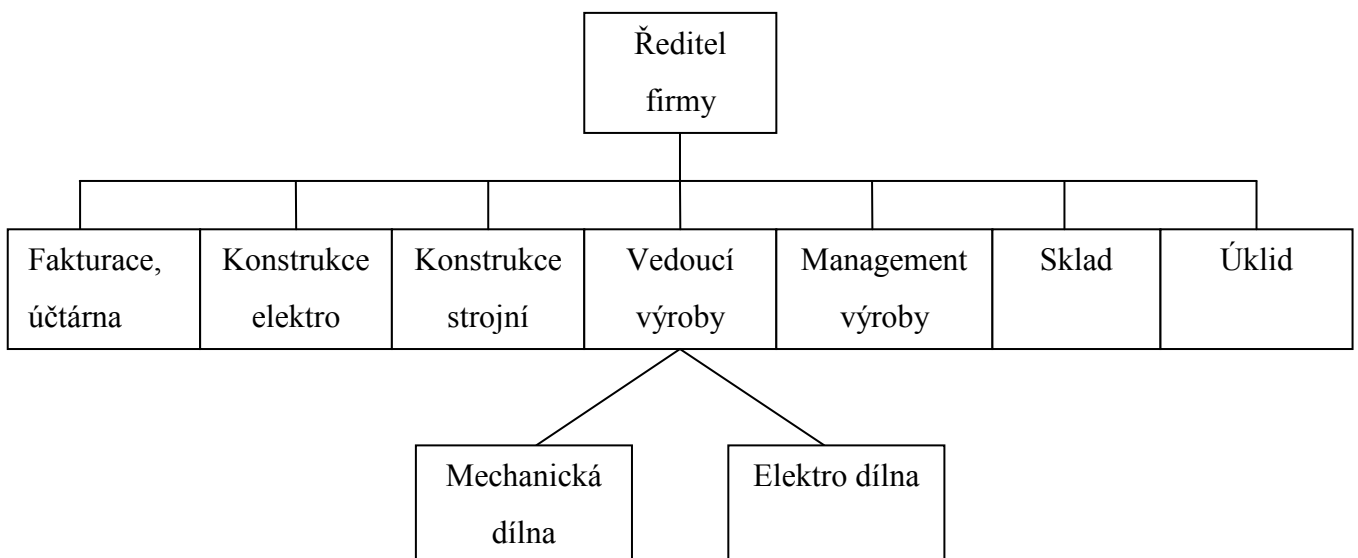 Ředitel
firmy
Fakturace,
účtárna
Konstrukce
elektro
Konstrukce
strojní
Vedoucí
výroby
Management
výroby
Sklad
Úklid
Mechanická
dílna
Elektro dílna